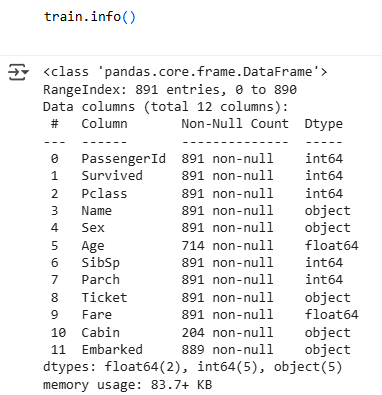 train.info()
<class 'pandas.core.frame.DataFrame'>
RangeIndex: 891 entries, 0 to 890
Data columns (total 12 columns):
 #   Column       Non-Null Count  Dtype
---  ------       --------------  -----
 0   PassengerId  891 non-null    int64
 1   Survived     891 non-null    int64
 2   Pclass       891 non-null    int64
 3   Name         891 non-null    object
 4   Sex          891 non-null    object
 5   Age          714 non-null    float64
 6   SibSp        891 non-null    int64
 7   Parch        891 non-null    int64
 8   Ticket       891 non-null    object
 9   Fare         891 non-null    float64
 10  Cabin        204 non-null    object
 11  Embarked     889 non-null    object
dtypes: float64(2), int64(5), object(5)
memory usage: 83.7+ KB